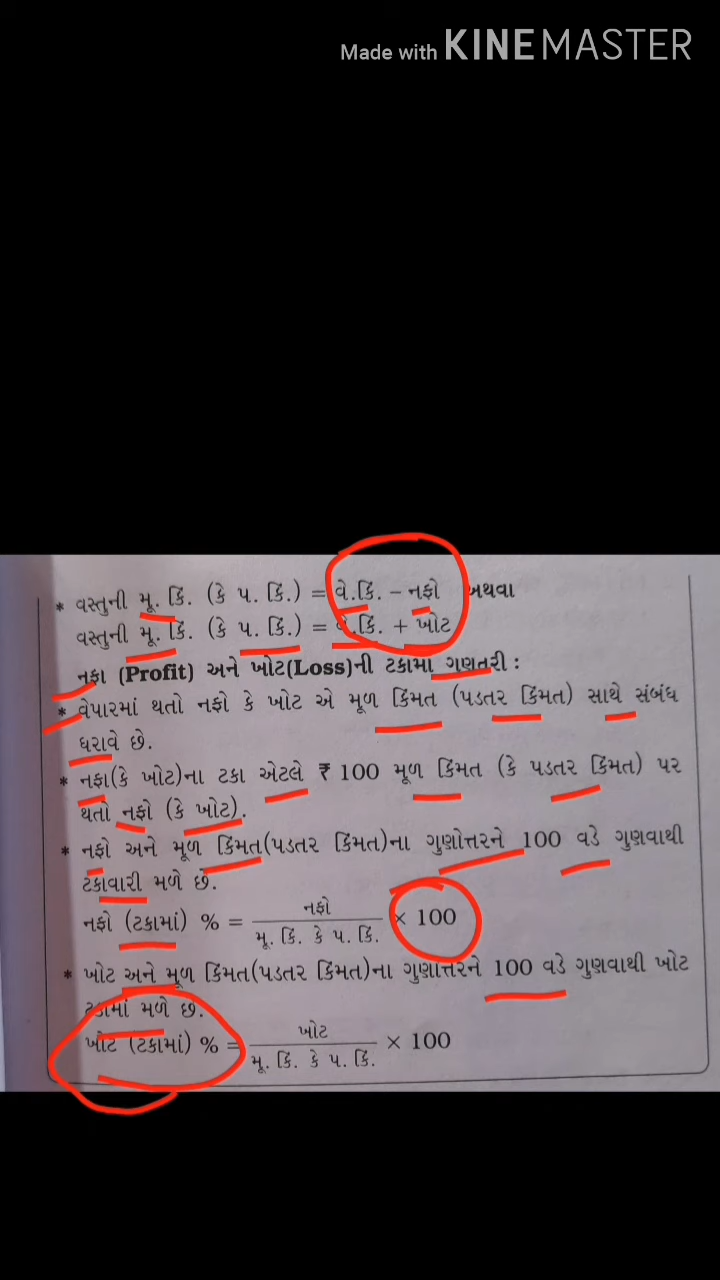 Made with KINEMASTER
* વસ્તુની મૂ. કિં. (કે પ. કિં.) = વે.કિં. – નફો અથવા
વસ્તુની મૂ. કિં. (કે પ. કિં.) = વે.કિં. + ખોટ
નફા (Profit) અને ખોટ(Loss)ની ટકામાં ગણતરી :
* વેપારમાં થતો નફો કે ખોટ એ મૂળ કિંમત (પડતર કિંમત) સાથે સંબંધ
ધરાવે છે.
* નફા(કે ખોટ)ના ટકા એટલે ₹ 100 મૂળ કિંમત (કે પડતર કિંમત) પર
થતો નફો (કે ખોટ).
* નફો અને મૂળ કિંમત(પડતર કિંમત)ના ગુણોત્તરને 100 વડે ગુણવાથી
ટકાવારી મળે છે.
નફો (ટકામાં) % = નફો / મૂ. કિં. કે પ. કિં. × 100
* ખોટ અને મૂળ કિંમત(પડતર કિંમત)ના ગુણોત્તરને 100 વડે ગુણવાથી ખોટ
ટકામાં મળે છે.
ખોટ (ટકામાં) % = ખોટ / મૂ. કિં. કે પ. કિં. × 100